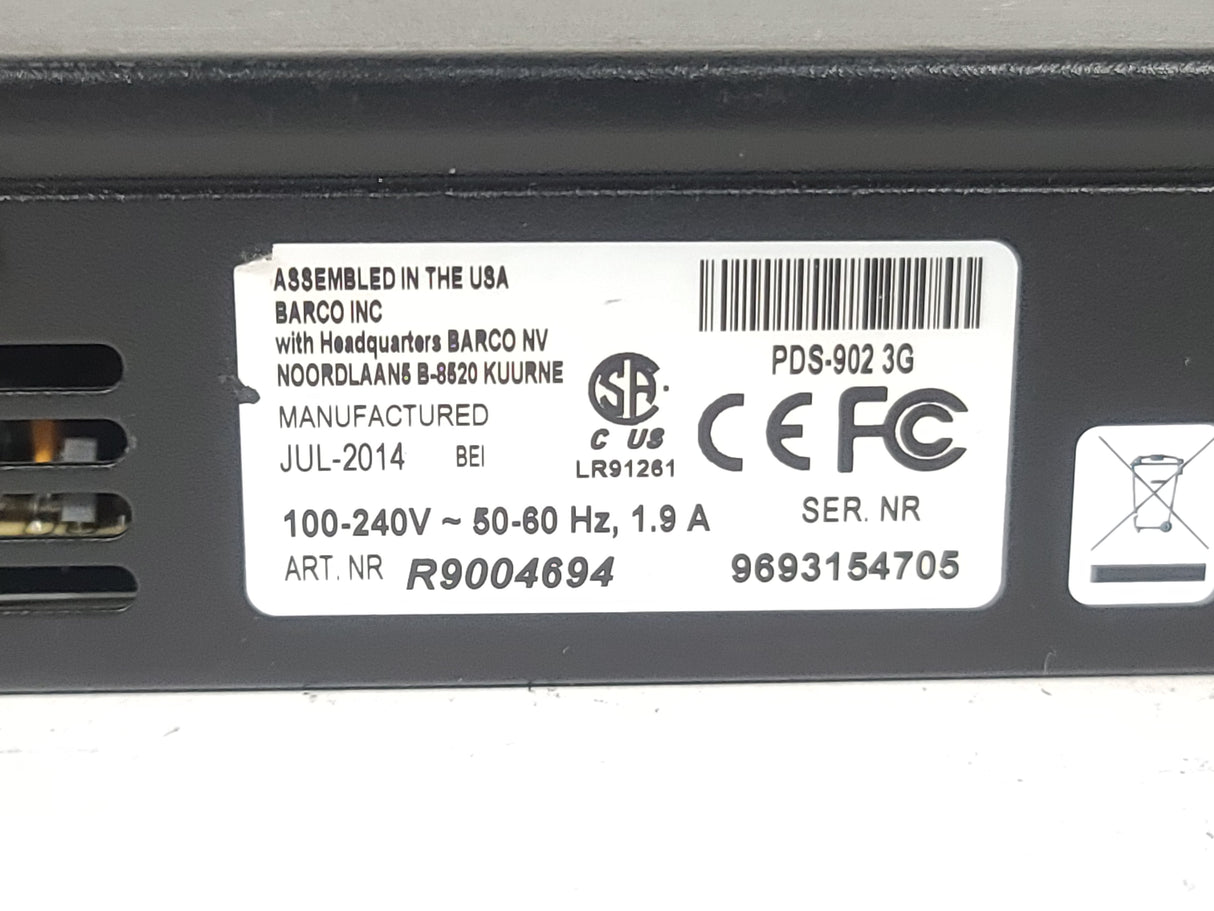 ASSEMBLED IN THE USA
BARCO INC
with Headquarters BARCO NV
NOORDLAAN5 B-8520 KUURNE
MANUFACTURED
JUL-2014 BEI
PDS-902 3G
SA
C US
LR91261
CE FC
100-240V ~ 50-60 Hz, 1.9 A
SER. NR
ART. NR R9004694
9693154705